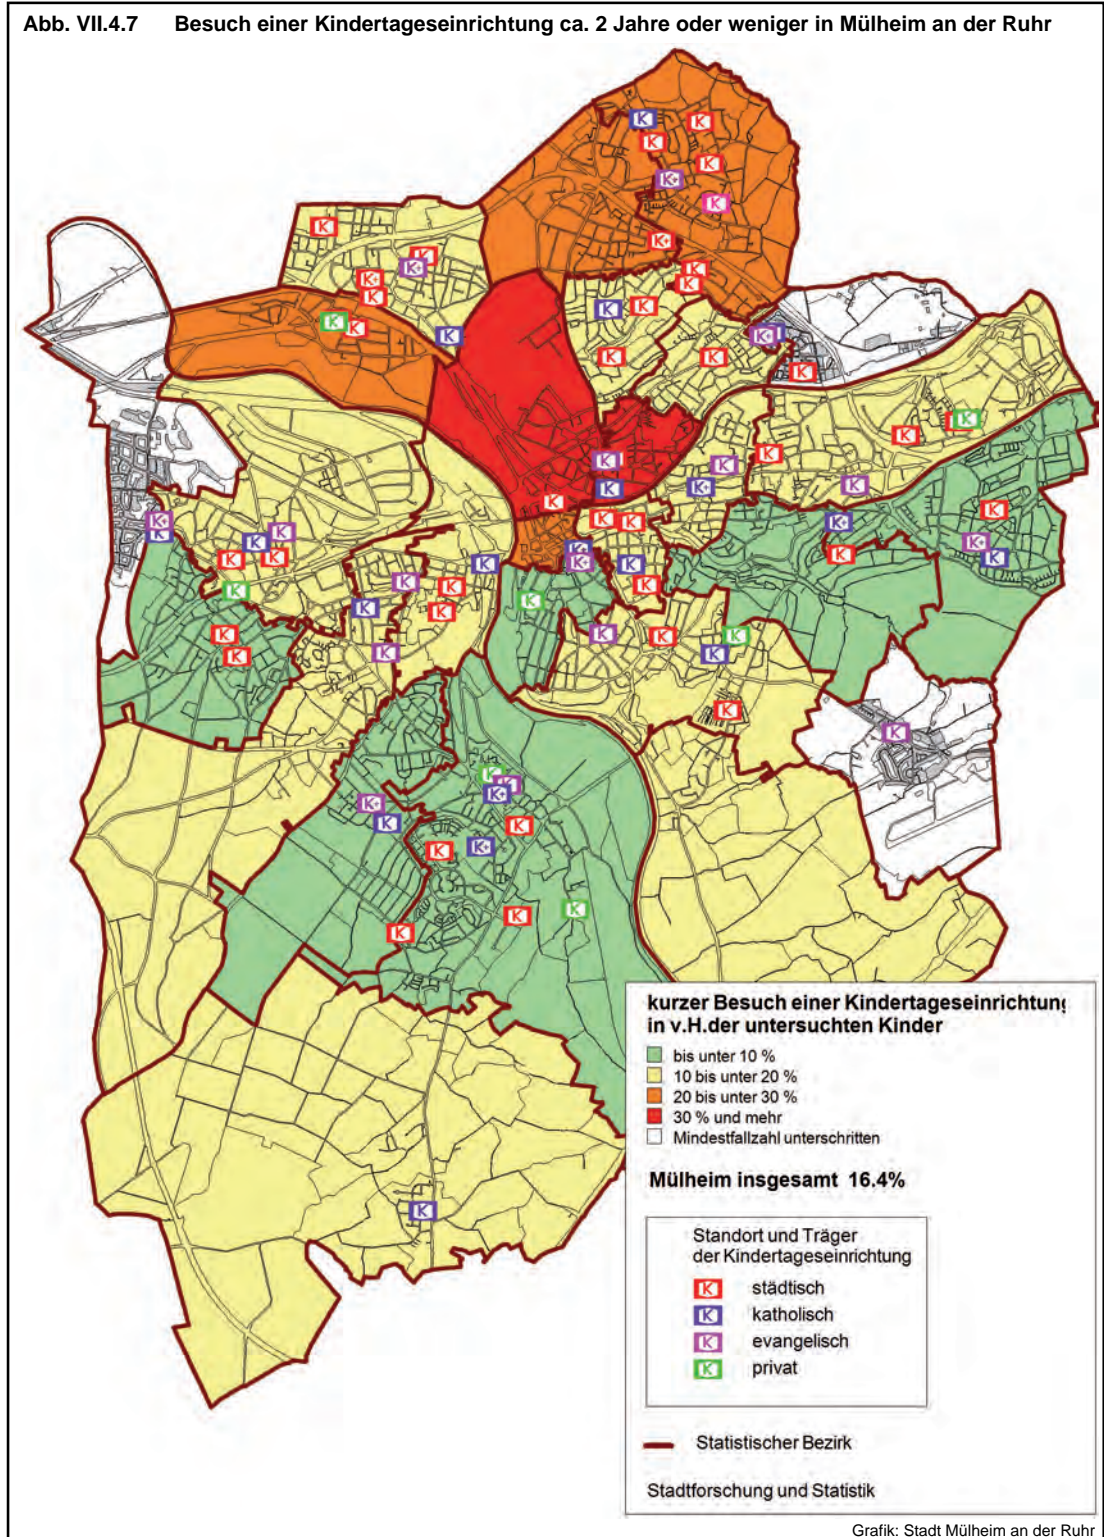 Abb. VII.4.7 Besuch einer Kindertageseinrichtung ca. 2 Jahre oder weniger in Mülheim an der Ruhr
kurzer Besuch einer Kindertageseinrichtung
in v.H.der untersuchten Kinder
bis unter 10 %
10 bis unter 20 %
20 bis unter 30 %
30 % und mehr
Mindestfallzahl unterschritten
Mülheim insgesamt 16.4%
Standort und Träger
der Kindertageseinrichtung
K städtisch
K katholisch
K evangelisch
K privat
Statistischer Bezirk
Stadtforschung und Statistik
Grafik: Stadt Mülheim an der Ruhr